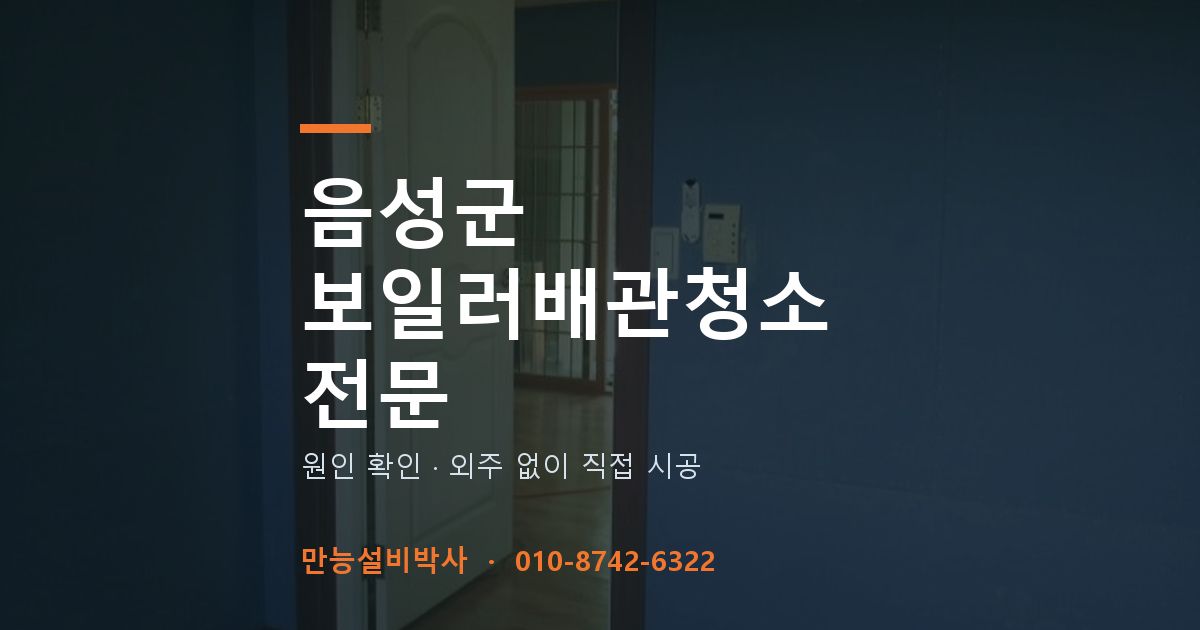 음성군
보일러배관청소
전문
원인 확인 · 외주 없이 직접 시공
만능설비박사 · 010-8742-6322